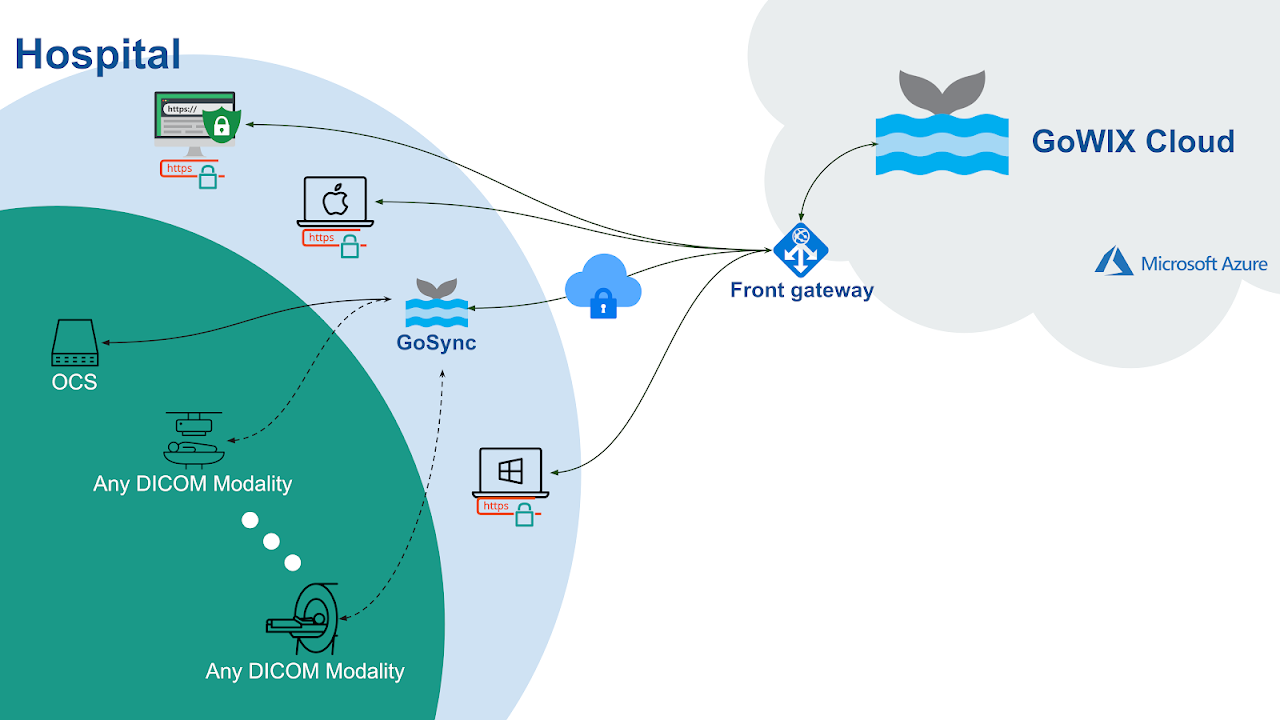 Hospital
https://
https
https
GoWIX Cloud
Microsoft Azure
Front gateway
GoSync
OCS
Any DICOM Modality
https
Any DICOM Modality